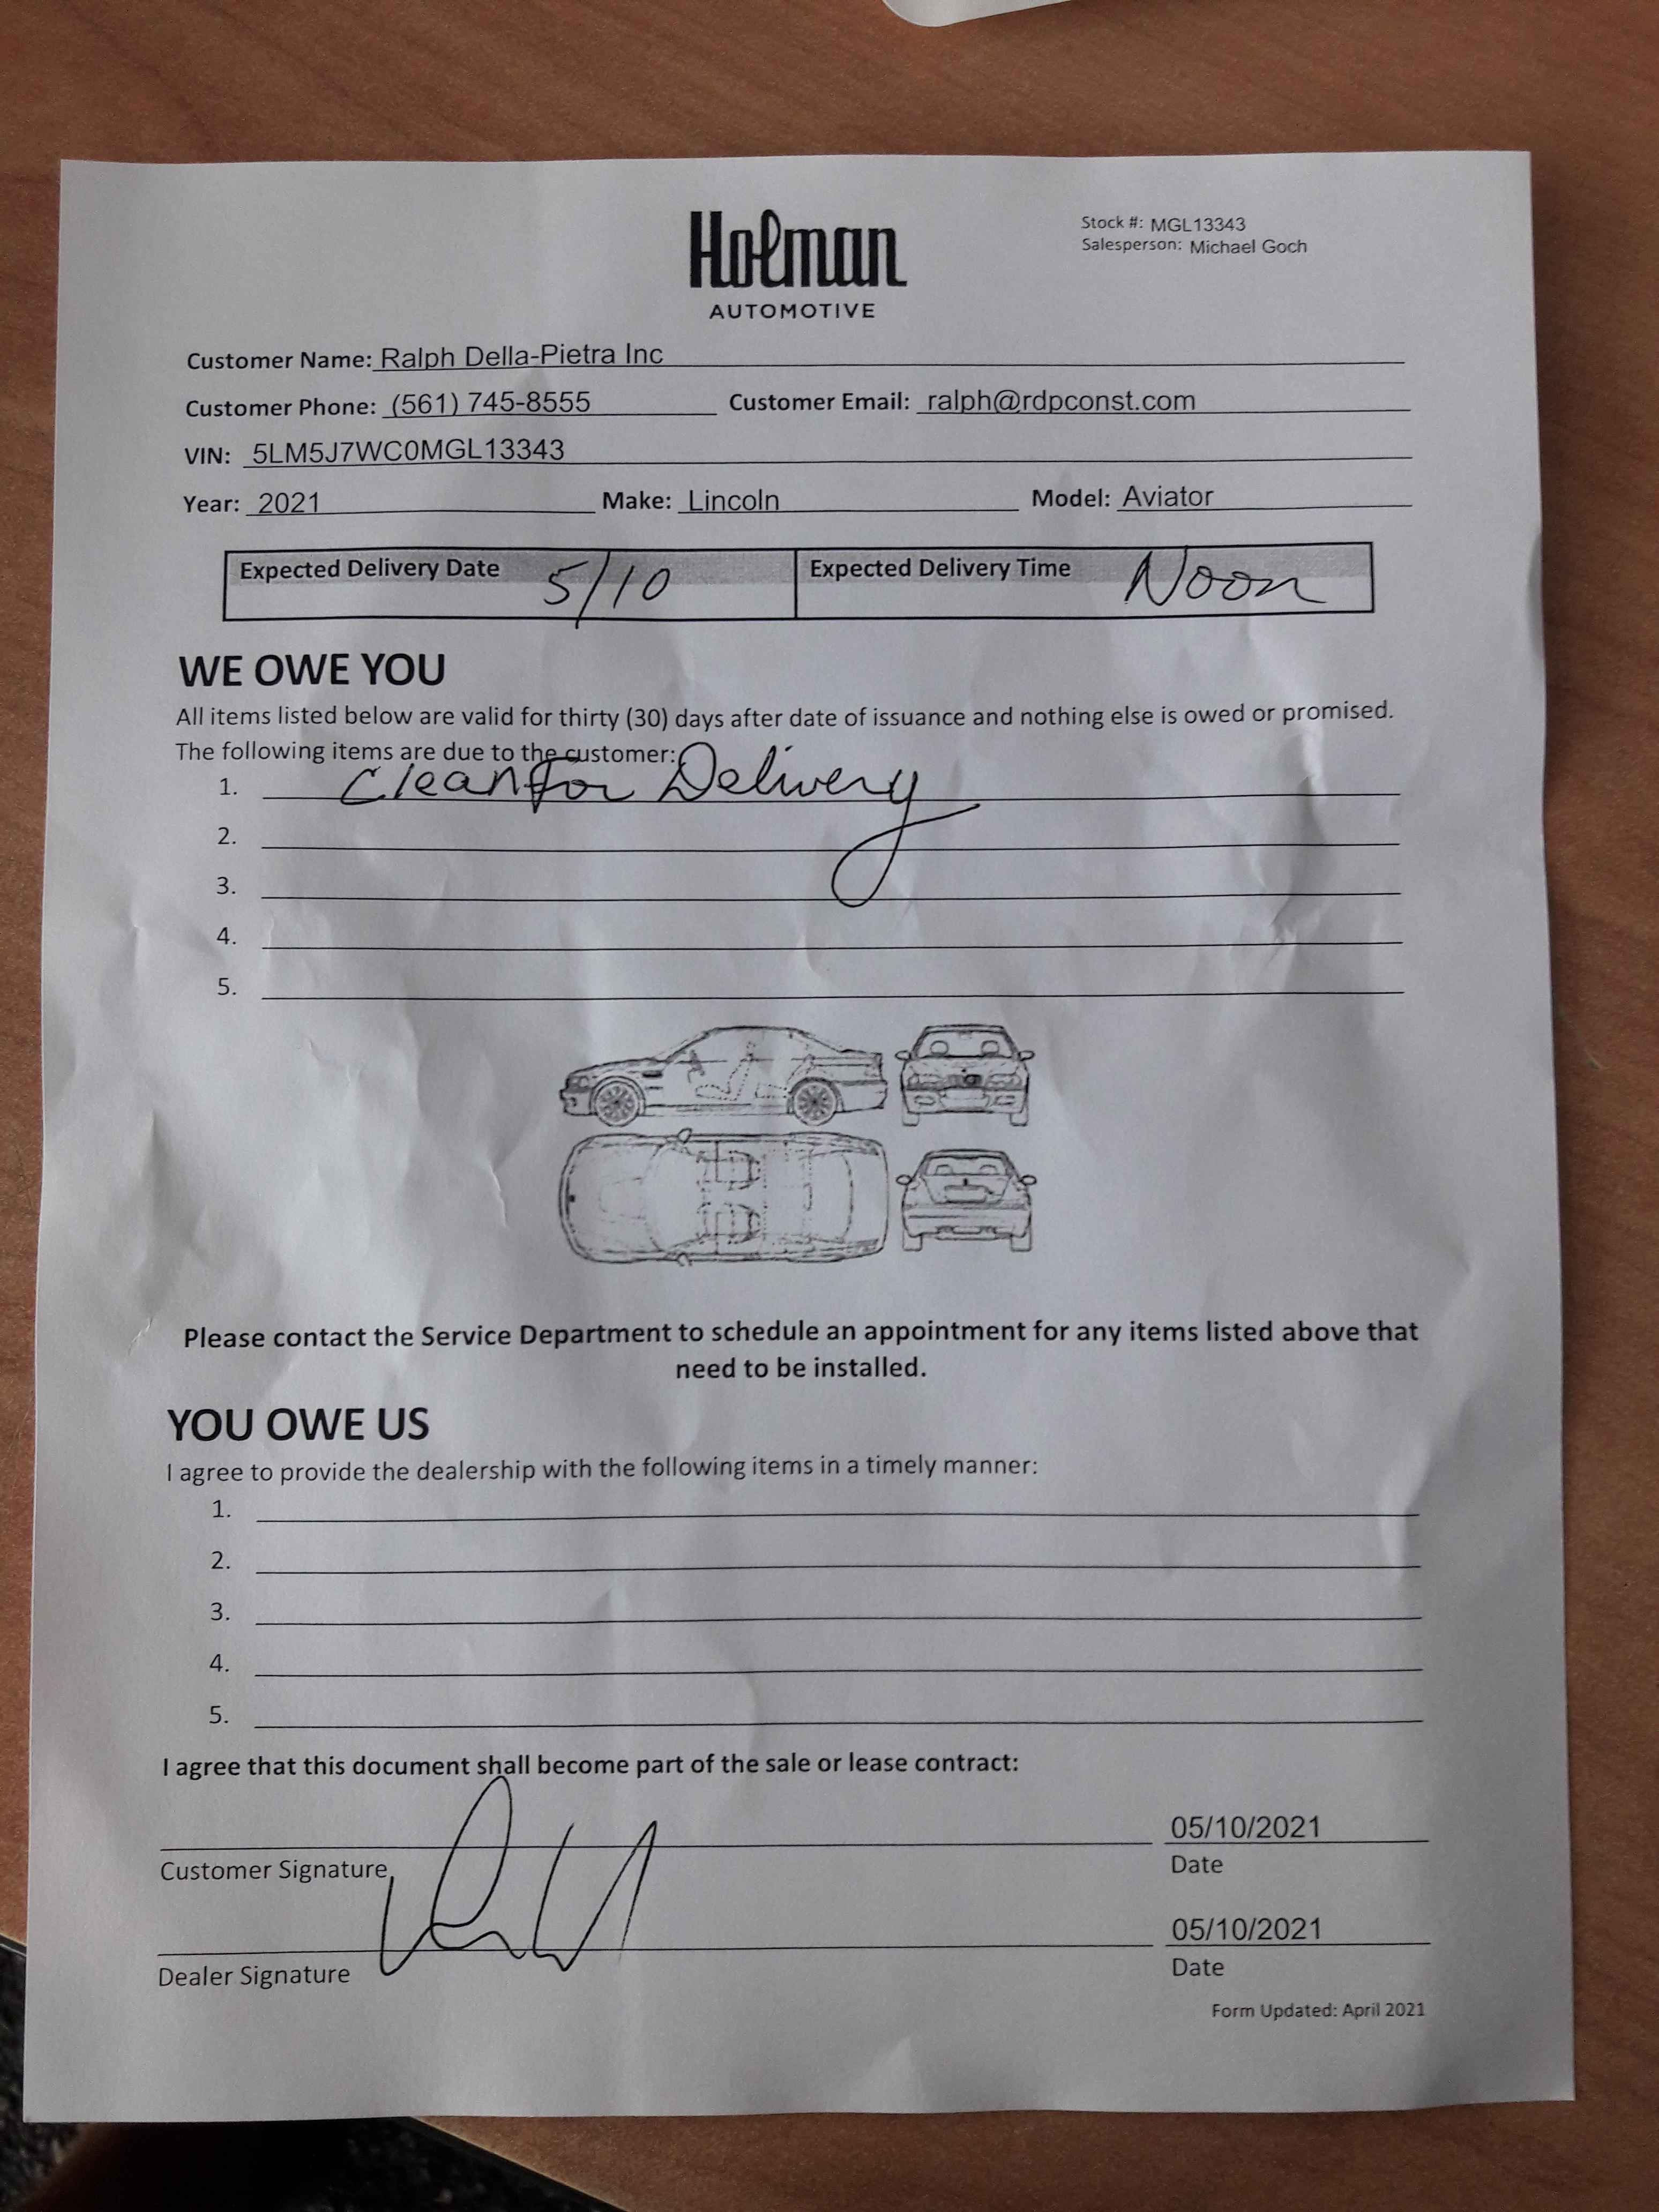 Holman
AUTOMOTIVE
Stock #: MGL13343
Salesperson: Michael Goch
Customer Name: Ralph Della-Pietra Inc
Customer Phone: (561) 745-8555 Customer Email: ralph@rdpconst.com
VIN: 5LM5J7WC0MGL13343
Year: 2021 Make: Lincoln Model: Aviator
Expected Delivery Date 5/10 Expected Delivery Time Noon
WE OWE YOU
All items listed below are valid for thirty (30) days after date of issuance and nothing else is owed or promised.
The following items are due to the customer:
1. Clean for Delivery
2.
3.
4.
5.
Please contact the Service Department to schedule an appointment for any items listed above that
need to be installed.
YOU OWE US
I agree to provide the dealership with the following items in a timely manner:
1.
2.
3.
4.
5.
I agree that this document shall become part of the sale or lease contract:
05/10/2021
Customer Signature Date
05/10/2021
Dealer Signature Date
Form Updated: April 2021